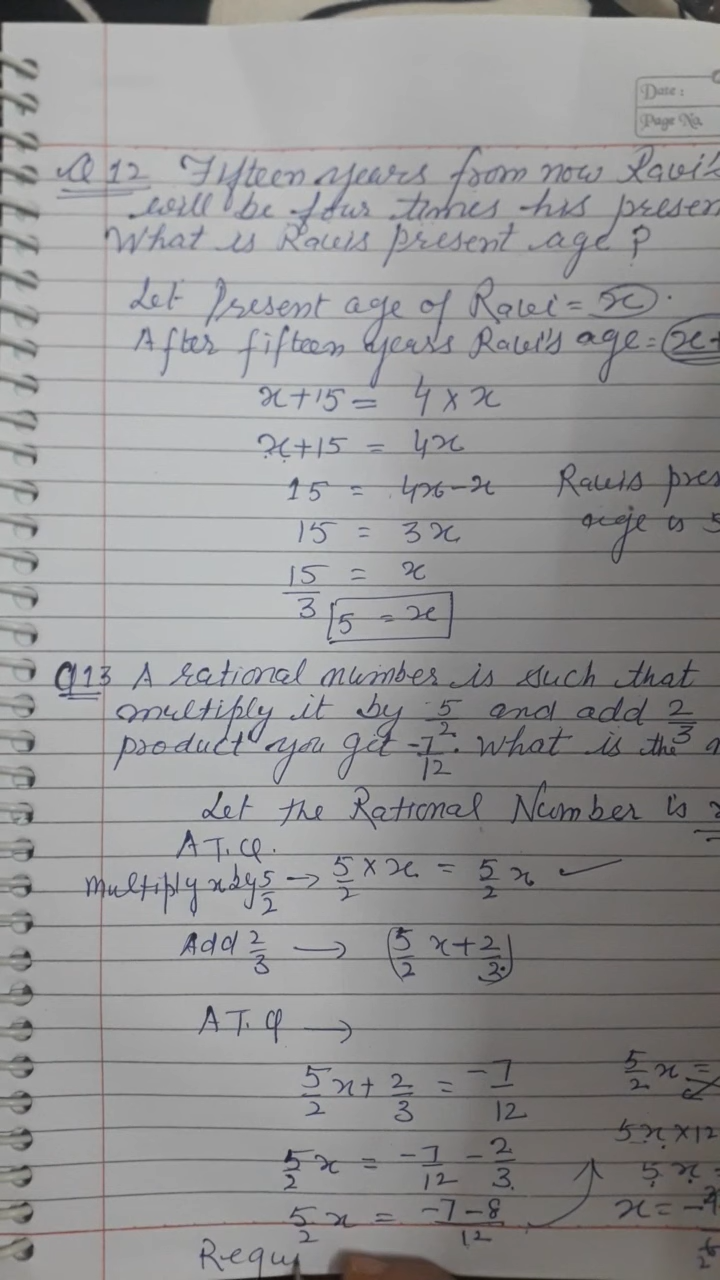 Date :
Page No.
Q 12 Fifteen years from now Ravi's
will be four times his presen
What is Ravis present age?
Let Present age of Ravi = x.
After fifteen years Ravi's age = x+
x+15 = 4 × x
x+15 = 4x
15 = 4x-x
Ravis pres
age is 5
15 = 3x
15/3 = x
5 = x
Q13 A rational number is such that
multiply it by 5/2 and add 2/3
product you get -7/12. What is the
Let the Rational Number is
A.T.Q.
multiply x by 5/2 → 5/2 × x = 5/2 x ✓
Add 2/3 → (5/2 x + 2/3)
A.T.Q →
5/2 x + 2/3 = -7/12
5/2 x = -7/12 - 2/3
5/2 x = -7-8/12
5/2 x =
5x × 12
5x
x = -
Requ